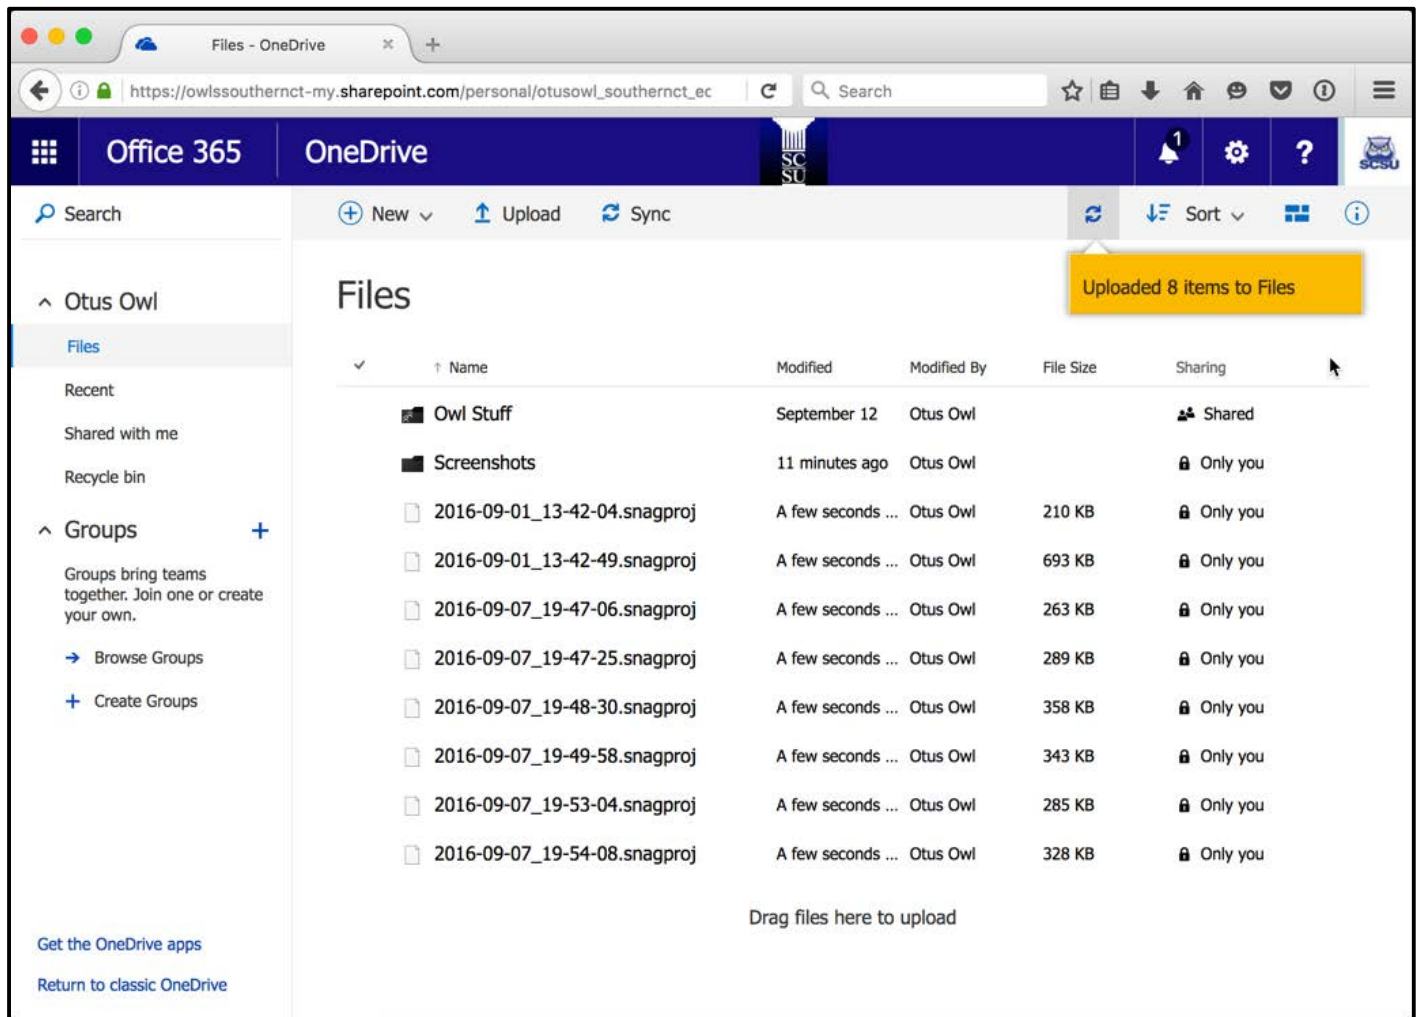 Files - OneDrive
https://owlssouthernct-my.sharepoint.com/personal/otusowl_southernct_ec
Search
Office 365
OneDrive
SC
SU
1
?
SCSU
Search
New
Upload
Sync
Sort
Uploaded 8 items to Files
Otus Owl
Files
Recent
Shared with me
Recycle bin
Groups
Groups bring teams
together. Join one or create
your own.
Browse Groups
Create Groups
Get the OneDrive apps
Return to classic OneDrive
Files
Name Modified Modified By File Size Sharing
Owl Stuff September 12 Otus Owl Shared
Screenshots 11 minutes ago Otus Owl Only you
2016-09-01_13-42-04.snagproj A few seconds ... Otus Owl 210 KB Only you
2016-09-01_13-42-49.snagproj A few seconds ... Otus Owl 693 KB Only you
2016-09-07_19-47-06.snagproj A few seconds ... Otus Owl 263 KB Only you
2016-09-07_19-47-25.snagproj A few seconds ... Otus Owl 289 KB Only you
2016-09-07_19-48-30.snagproj A few seconds ... Otus Owl 358 KB Only you
2016-09-07_19-49-58.snagproj A few seconds ... Otus Owl 343 KB Only you
2016-09-07_19-53-04.snagproj A few seconds ... Otus Owl 285 KB Only you
2016-09-07_19-54-08.snagproj A few seconds ... Otus Owl 328 KB Only you
Drag files here to upload